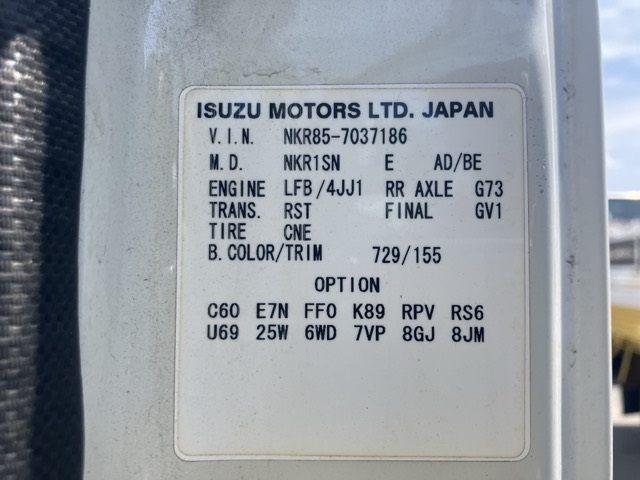 ISUZU MOTORS LTD. JAPAN
V.I.N. NKR85-7037186
M.D. NKR1SN E AD/BE
ENGINE LFB/4JJ1 RR AXLE G73
TRANS. RST FINAL GV1
TIRE CNE
B.COLOR/TRIM 729/155
OPTION
C60 E7N FF0 K89 RPV RS6
U69 25W 6WD 7VP 8GJ 8JM